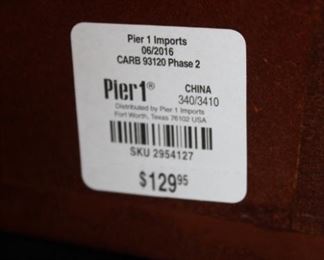 Pier 1 Imports
06/2016
CARB 93120 Phase 2
Pier1® CHINA
340/3410
Distributed by Pier 1 Imports
Fort Worth, Texas 76102 USA
SKU 2954127
$129.95